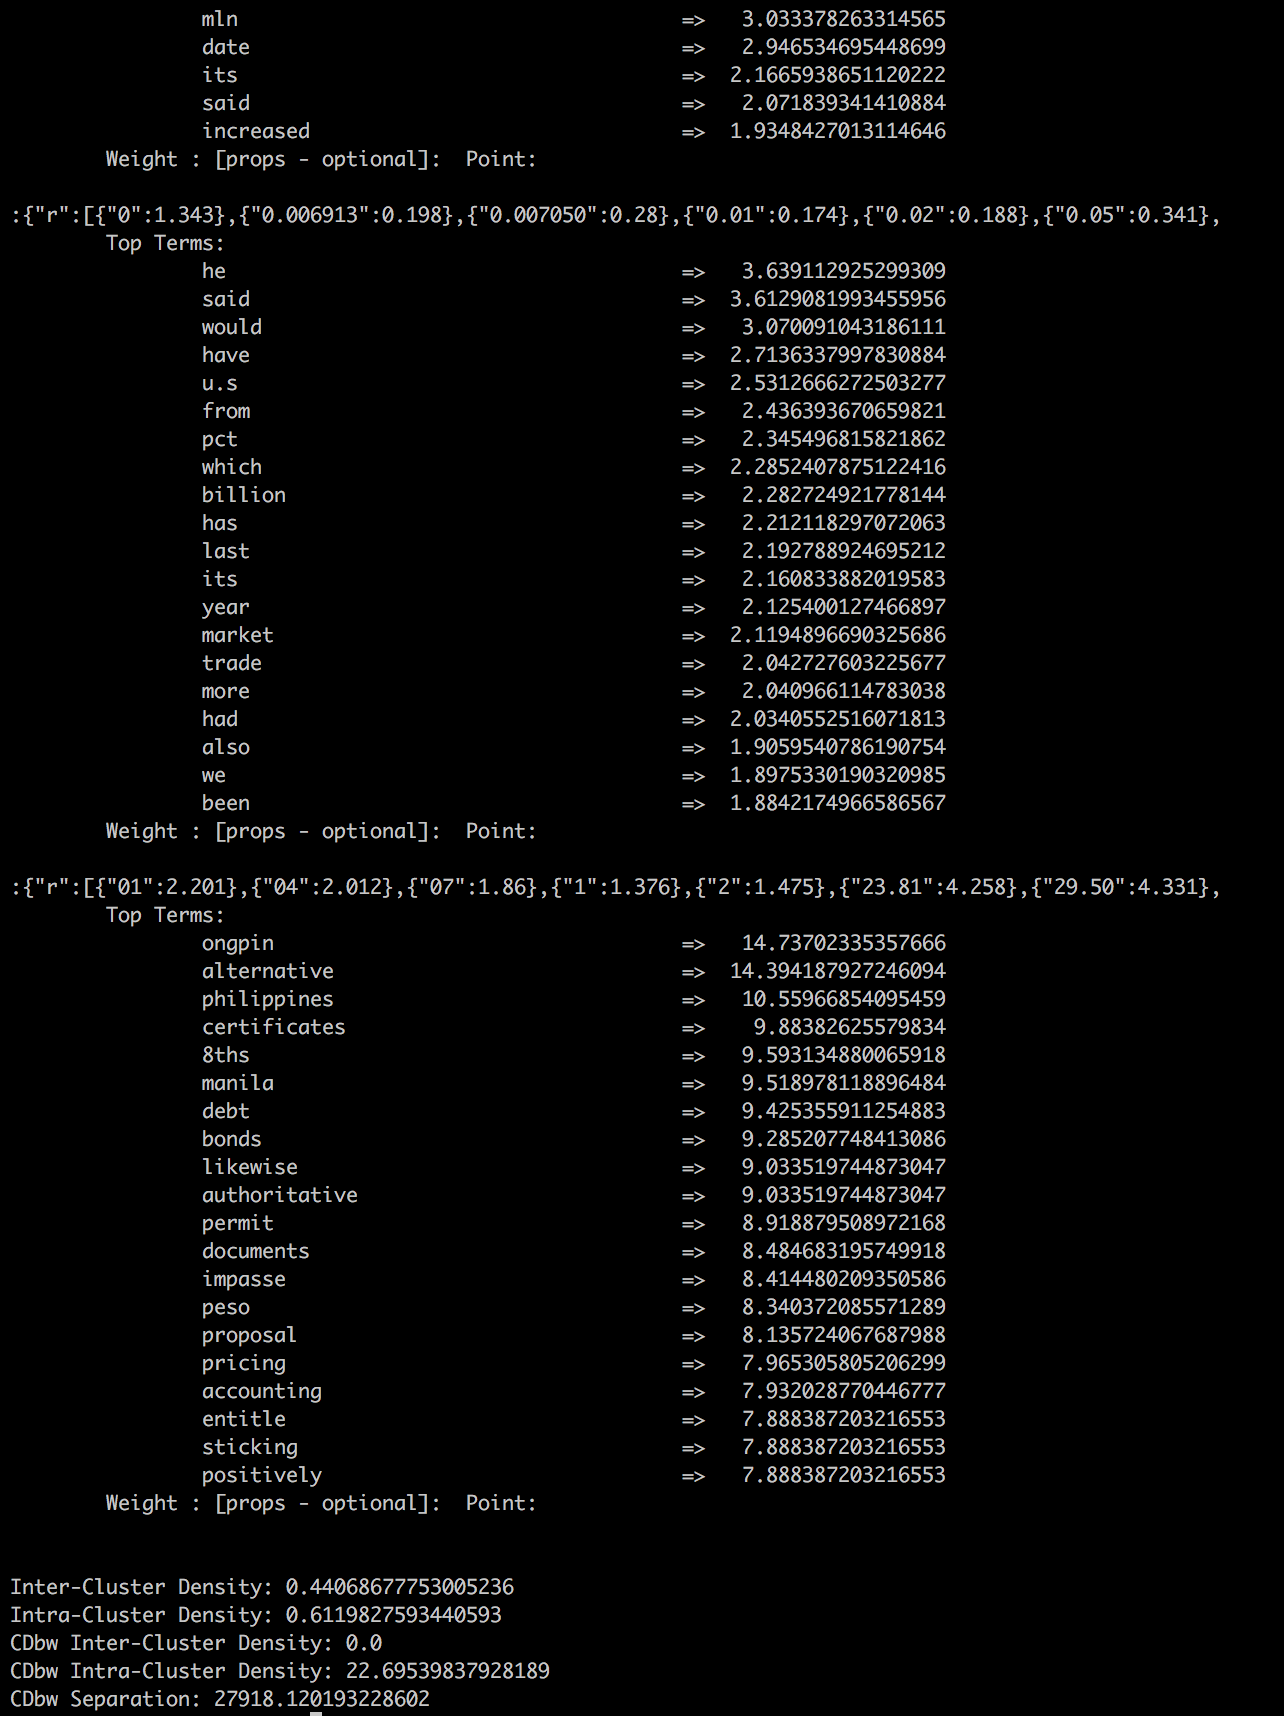 mln => 3.033378263314565
date => 2.946534695448699
its => 2.1665938651120222
said => 2.071839341410884
increased => 1.9348427013114646
Weight : [props - optional]: Point:
:{"r":[{"0":1.343},{"0.006913":0.198},{"0.007050":0.28},{"0.01":0.174},{"0.02":0.188},{"0.05":0.341},
Top Terms:
he => 3.639112925299309
said => 3.6129081993455956
would => 3.070091043186111
have => 2.7136337997830884
u.s => 2.5312666272503277
from => 2.436393670659821
pct => 2.345496815821862
which => 2.2852407875122416
billion => 2.282724921778144
has => 2.212118297072063
last => 2.192788924695212
its => 2.160833882019583
year => 2.125400127466897
market => 2.1194896690325686
trade => 2.042727603225677
more => 2.040966114783038
had => 2.0340552516071813
also => 1.9059540786190754
we => 1.8975330190320985
been => 1.8842174966586567
Weight : [props - optional]: Point:
:{"r":[{"01":2.201},{"04":2.012},{"07":1.86},{"1":1.376},{"2":1.475},{"23.81":4.258},{"29.50":4.331},
Top Terms:
ongpin => 14.73702335357666
alternative => 14.394187927246094
philippines => 10.55966854095459
certificates => 9.88382625579834
8ths => 9.593134880065918
manila => 9.518978118896484
debt => 9.425355911254883
bonds => 9.285207748413086
likewise => 9.033519744873047
authoritative => 9.033519744873047
permit => 8.918879508972168
documents => 8.484683195749918
impasse => 8.414480209350586
peso => 8.340372085571289
proposal => 8.135724067687988
pricing => 7.965305805206299
accounting => 7.932028770446777
entitle => 7.888387203216553
sticking => 7.888387203216553
positively => 7.888387203216553
Weight : [props - optional]: Point:
Inter-Cluster Density: 0.44068677753005236
Intra-Cluster Density: 0.6119827593440593
CDbw Inter-Cluster Density: 0.0
CDbw Intra-Cluster Density: 22.69539837928189
CDbw Separation: 27918.120193228602